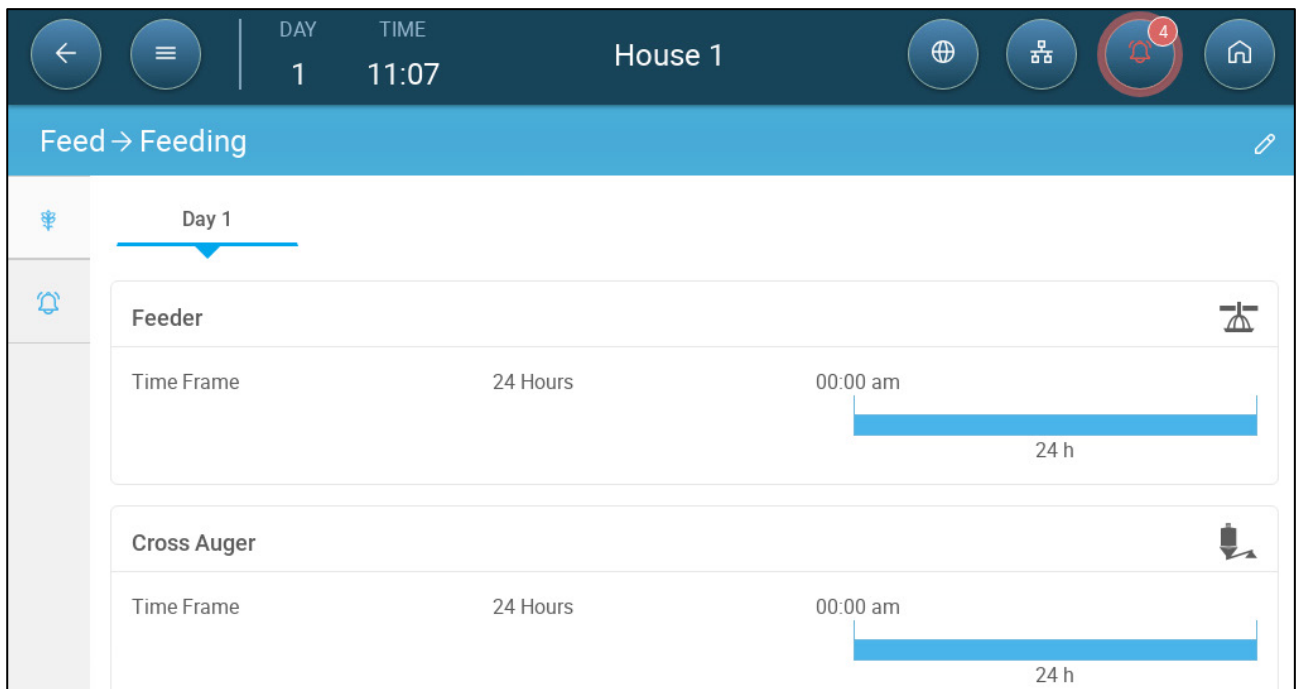 DAY TIME
1 11:07
House 1
4
Feed → Feeding
Day 1
Feeder
Time Frame 24 Hours 00:00 am
24 h
Cross Auger
Time Frame 24 Hours 00:00 am
24 h